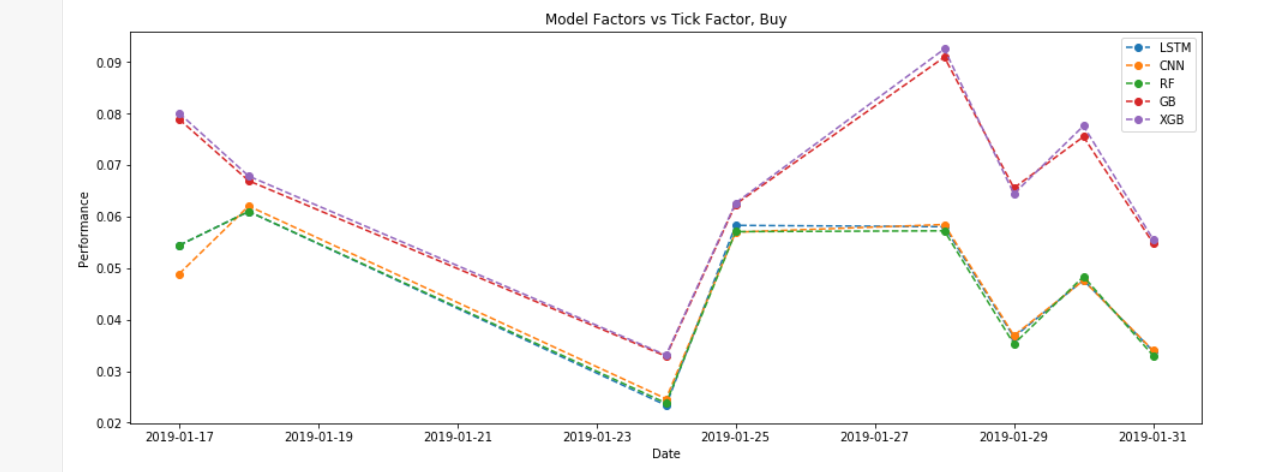 Model Factors vs Tick Factor, Buy
LSTM
CNN
RF
GB
XGB
0.09
0.08
0.07
0.06
0.05
0.04
0.03
0.02
Performance
2019-01-17 2019-01-19 2019-01-21 2019-01-23 2019-01-25 2019-01-27 2019-01-29 2019-01-31
Date